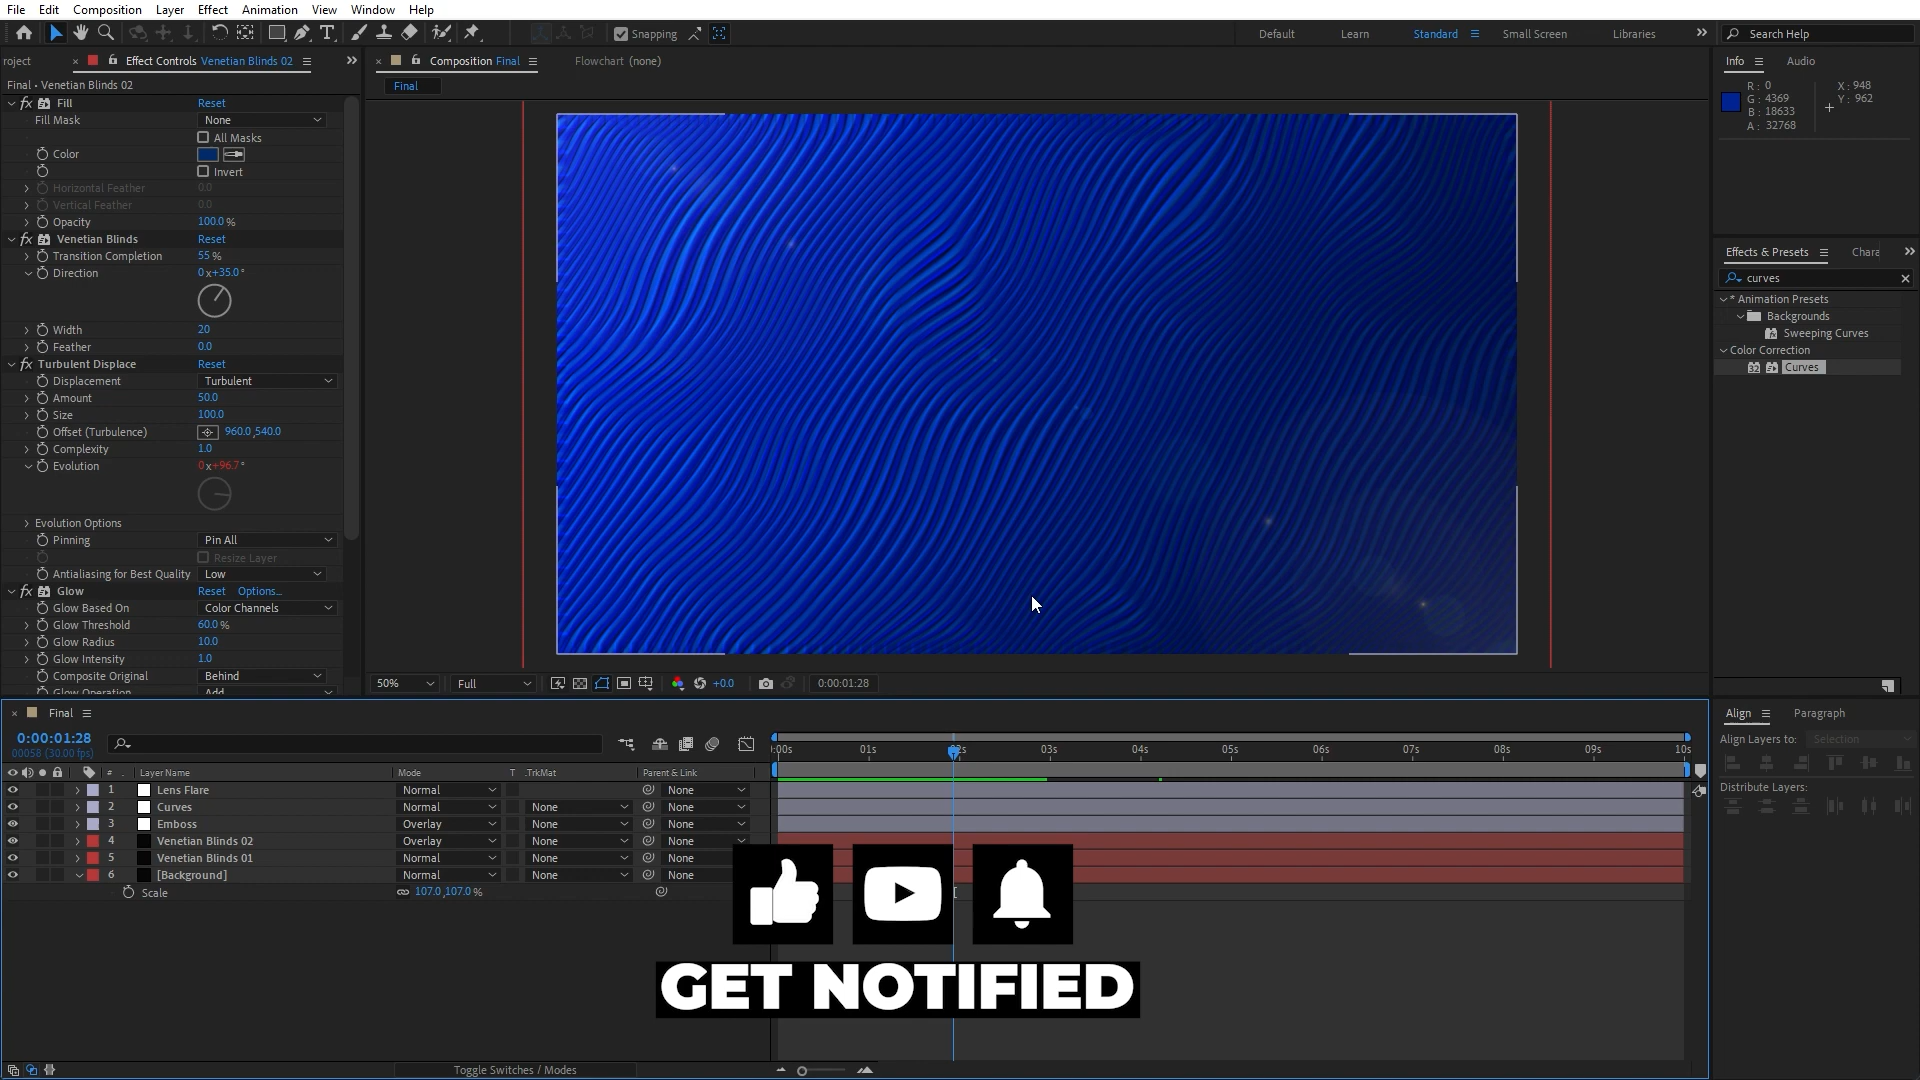 File Edit Composition Layer Effect Animation View Window Help
Snapping Default Learn Standard Small Screen Libraries Search Help
roject Effect Controls Venetian Blinds 02
Composition Final Flowchart (none)
Info Audio
Final • Venetian Blinds 02
Final
R: 0 X: 948
G: 4369 Y: 962
B: 18633
A: 32768
Fill Reset
Fill Mask None
All Masks
Color
Invert
Horizontal Feather 0.0
Vertical Feather 0.0
Opacity 100.0 %
Venetian Blinds Reset
Transition Completion 55 %
Direction 0 x+35.0 °
Width 20
Feather 0.0
Turbulent Displace Reset
Displacement Turbulent
Amount 50.0
Size 100.0
Offset (Turbulence) 960.0 ,540.0
Complexity 1.0
Evolution 0 x+96.7 °
Evolution Options
Pinning Pin All
Resize Layer
Antialiasing for Best Quality Low
Glow Reset Options...
Glow Based On Color Channels
Glow Threshold 60.0 %
Glow Radius 10.0
Glow Intensity 1.0
Composite Original Behind
Glow Operation Add
Effects & Presets Chara
curves
* Animation Presets
Backgrounds
Sweeping Curves
Color Correction
32 Curves
50% Full +0.0 0:00:01:28
Final
0:00:01:28
00058 (30.00 fps)
:00s 01s 02s 03s 04s 05s 06s 07s 08s 09s 10s
# Layer Name Mode T .TrkMat Parent & Link
1 Lens Flare Normal None
2 Curves Normal None None
3 Emboss Overlay None None
4 Venetian Blinds 02 Overlay None None
5 Venetian Blinds 01 Normal None None
6 [Background] Normal None None
Scale 107.0 ,107.0 %
GET NOTIFIED
Toggle Switches / Modes
Align Paragraph
Align Layers to: Selection
Distribute Layers: